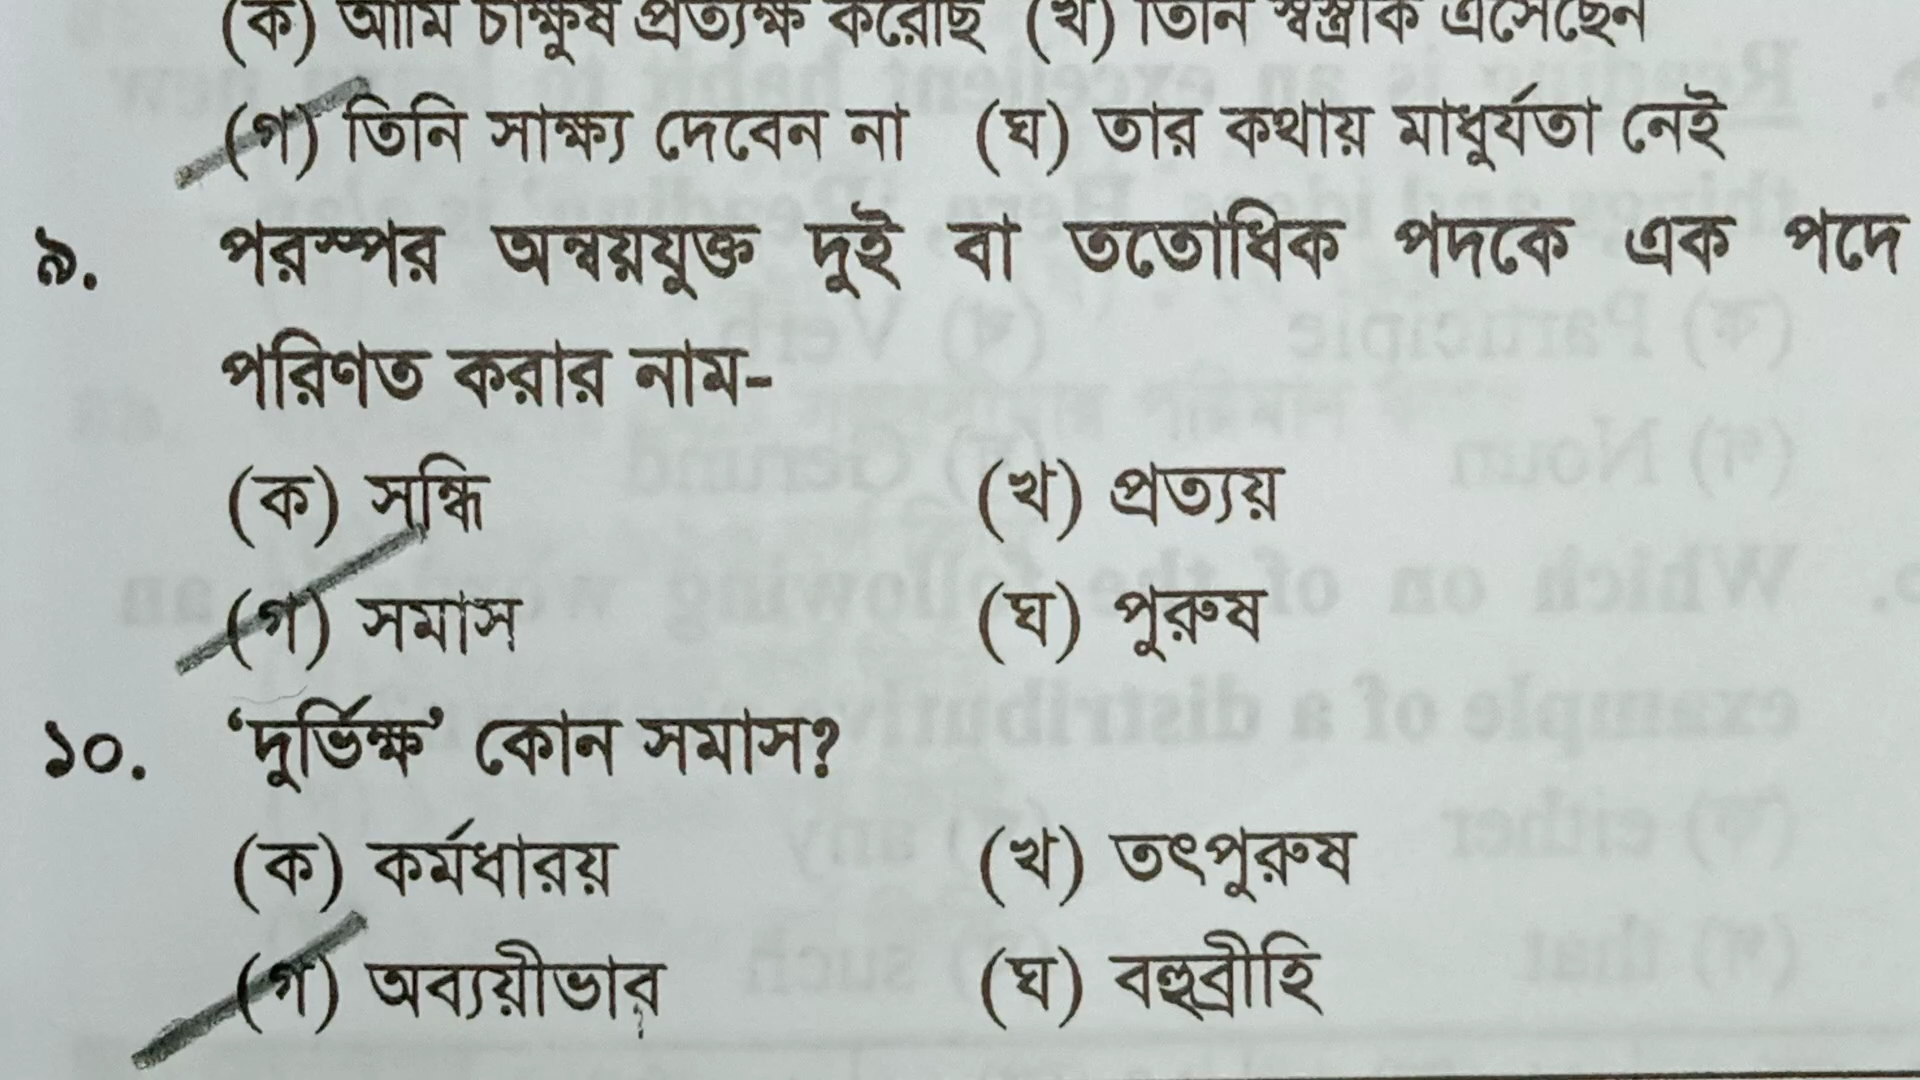 (ক) আমি চাক্ষুষ প্রত্যক্ষ করেছি (খ) তিনি স্বস্ত্রীক এসেছেন
(গ) তিনি সাক্ষ্য দেবেন না (ঘ) তার কথায় মাধুর্যতা নেই
৯. পরস্পর অন্বয়যুক্ত দুই বা ততোধিক পদকে এক পদে
পরিণত করার নাম-
(ক) সন্ধি (খ) প্রত্যয়
(গ) সমাস (ঘ) পুরুষ
১০. ‘দুর্ভিক্ষ’ কোন সমাস?
(ক) কর্মধারয় (খ) তৎপুরুষ
(গ) অব্যয়ীভাব (ঘ) বহুব্রীহি